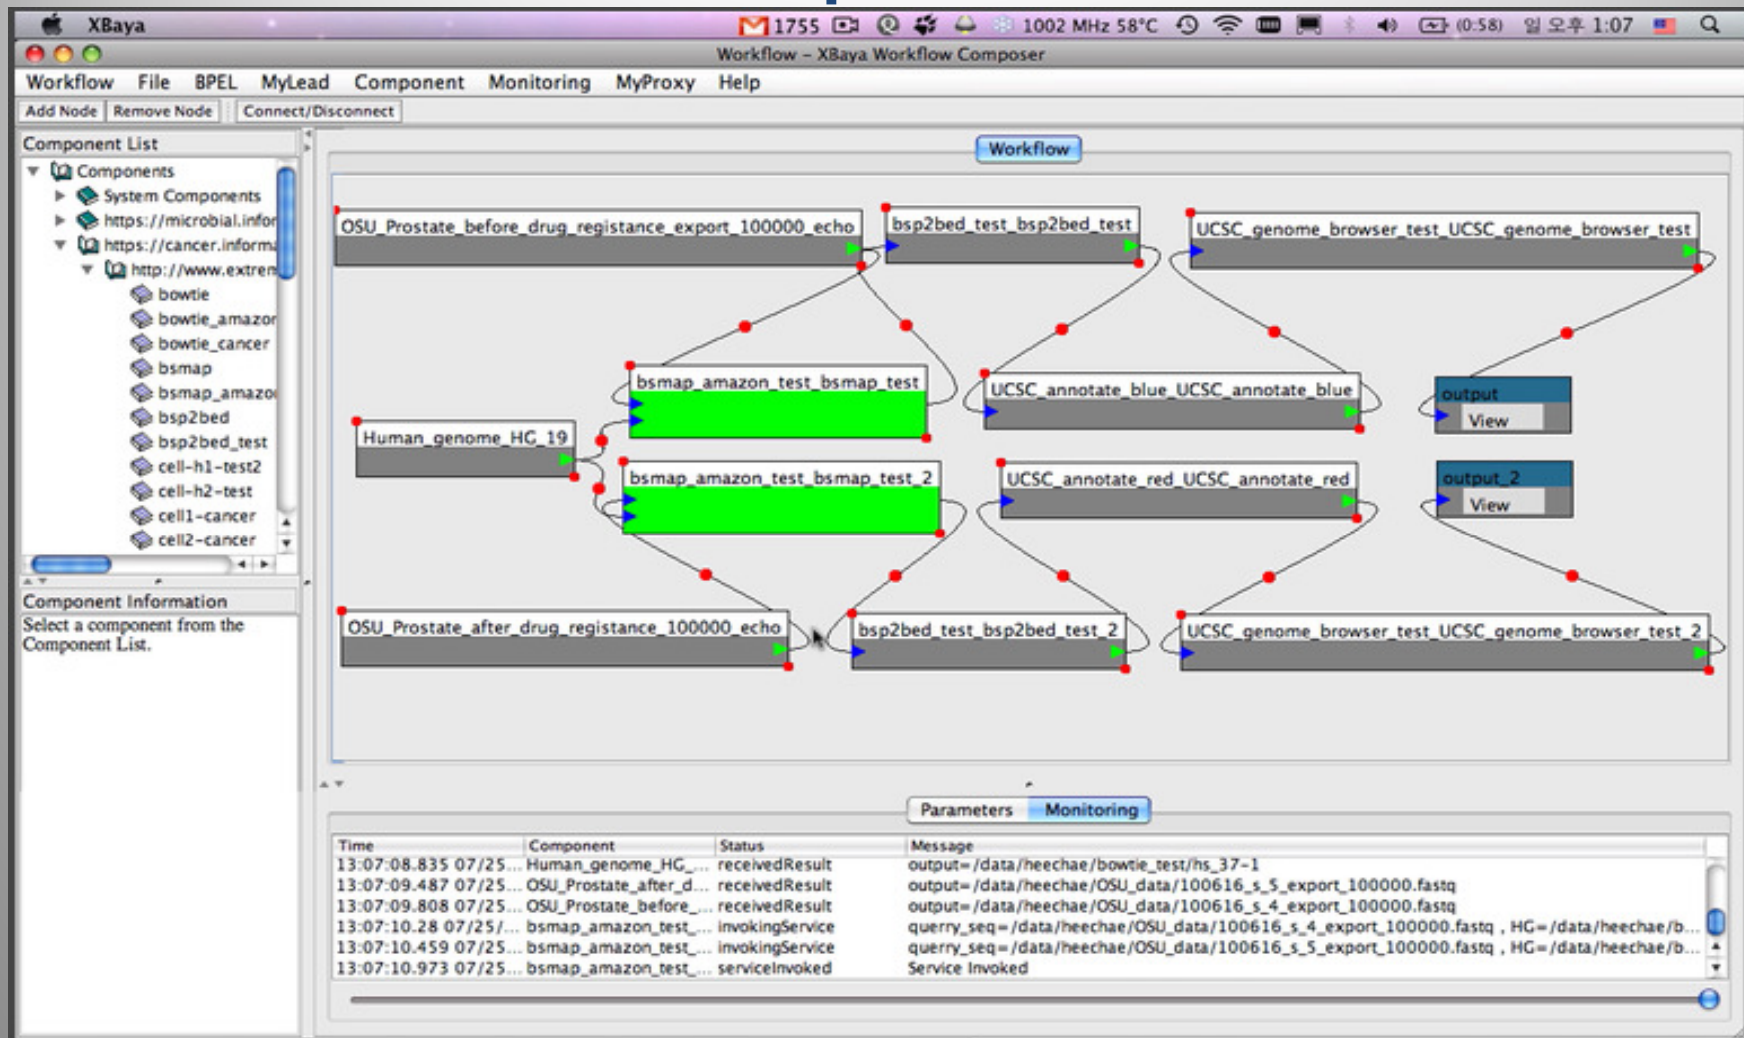 XBaya 1755 1002 MHz 58°C (0:58) 일 오후 1:07
Workflow – XBaya Workflow Composer
Workflow File BPEL MyLead Component Monitoring MyProxy Help
Add Node Remove Node Connect/Disconnect
Component List
Components
System Components
https://microbial.infor
https://cancer.informa
http://www.extrem
bowtie
bowtie_amazon
bowtie_cancer
bsmap
bsmap_amazon
bsp2bed
bsp2bed_test
cell-h1-test2
cell-h2-test
cell1-cancer
cell2-cancer
Component Information
Select a component from the
Component List.
Workflow
OSU_Prostate_before_drug_registance_export_100000_echo
bsp2bed_test_bsp2bed_test
UCSC_genome_browser_test_UCSC_genome_browser_test
bsmap_amazon_test_bsmap_test
UCSC_annotate_blue_UCSC_annotate_blue
output
View
Human_genome_HG_19
bsmap_amazon_test_bsmap_test_2
UCSC_annotate_red_UCSC_annotate_red
output_2
View
OSU_Prostate_after_drug_registance_100000_echo
bsp2bed_test_bsp2bed_test_2
UCSC_genome_browser_test_UCSC_genome_browser_test_2
Parameters Monitoring
Time Component Status Message
13:07:08.835 07/25... Human_genome_HG_... receivedResult output=/data/heechae/bowtie_test/hs_37-1
13:07:09.487 07/25... OSU_Prostate_after_d... receivedResult output=/data/heechae/OSU_data/100616_s_5_export_100000.fastq
13:07:09.808 07/25... OSU_Prostate_before_... receivedResult output=/data/heechae/OSU_data/100616_s_4_export_100000.fastq
13:07:10.28 07/25/... bsmap_amazon_test_... invokingService querry_seq=/data/heechae/OSU_data/100616_s_4_export_100000.fastq , HG=/data/heechae/b...
13:07:10.459 07/25... bsmap_amazon_test_... invokingService querry_seq=/data/heechae/OSU_data/100616_s_5_export_100000.fastq , HG=/data/heechae/b...
13:07:10.973 07/25... bsmap_amazon_test_... serviceInvoked Service Invoked